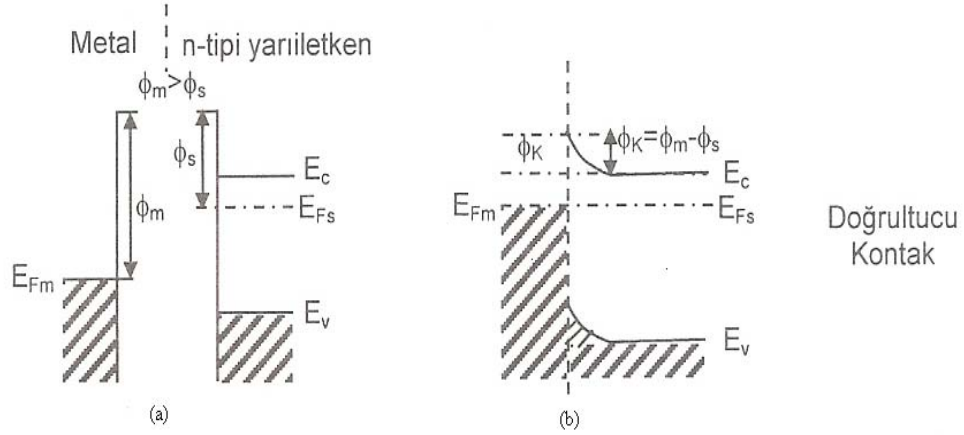 Metal n-tipi yarıiletken
ϕm>ϕs
ϕs
ϕm
Ec
EFs
EFm
Ev
(a)
ϕK
ϕK=ϕm-ϕs
Ec
EFm
EFs
Ev
(b)
Doğrultucu
Kontak